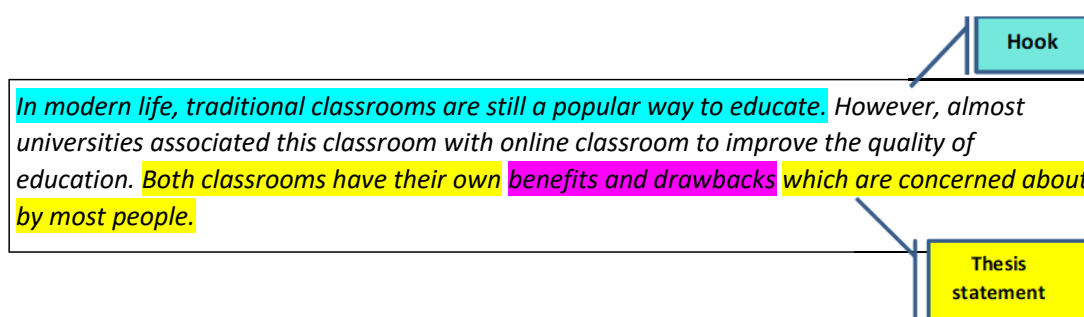 Hook
In modern life, traditional classrooms are still a popular way to educate. However, almost
universities associated this classroom with online classroom to improve the quality of
education. Both classrooms have their own benefits and drawbacks which are concerned about
by most people.
Thesis
statement